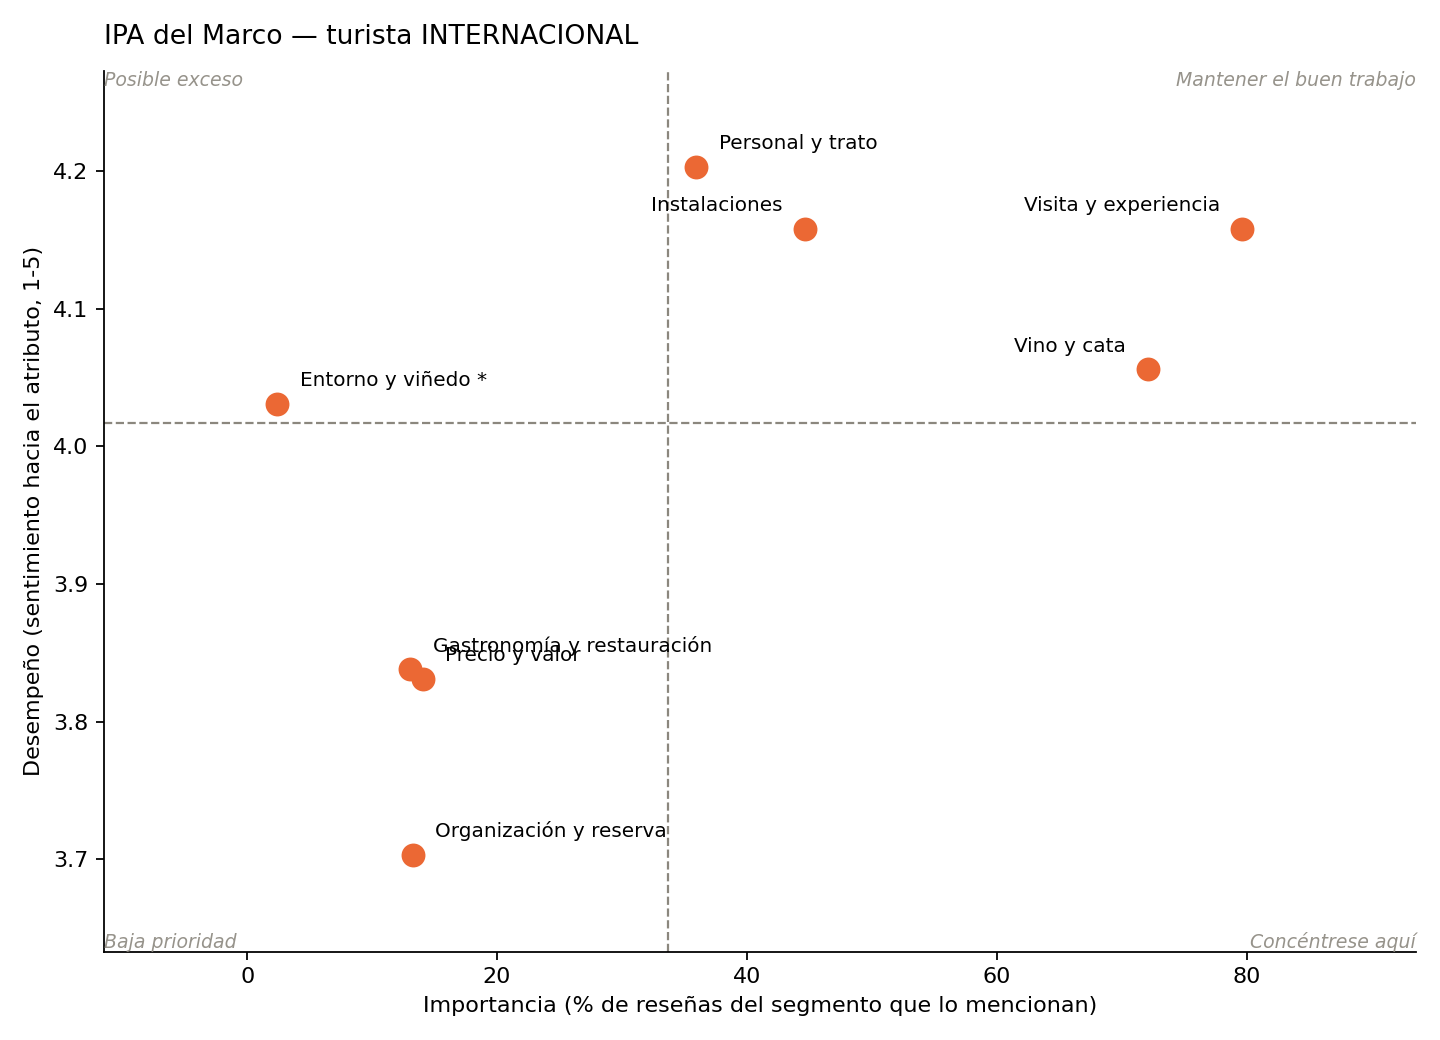 IPA del Marco — turista INTERNACIONAL
Posible exceso
Mantener el buen trabajo
Personal y trato
4.2
Instalaciones
Visita y experiencia
4.1
Vino y cata
Entorno y viñedo *
4.0
Desempeño (sentimiento hacia el atributo, 1-5)
3.9
Gastronomía y restauración
Precio y valor
3.8
Organización y reserva
3.7
Baja prioridad
Concéntrese aquí
0
20
40
60
80
Importancia (% de reseñas del segmento que lo mencionan)